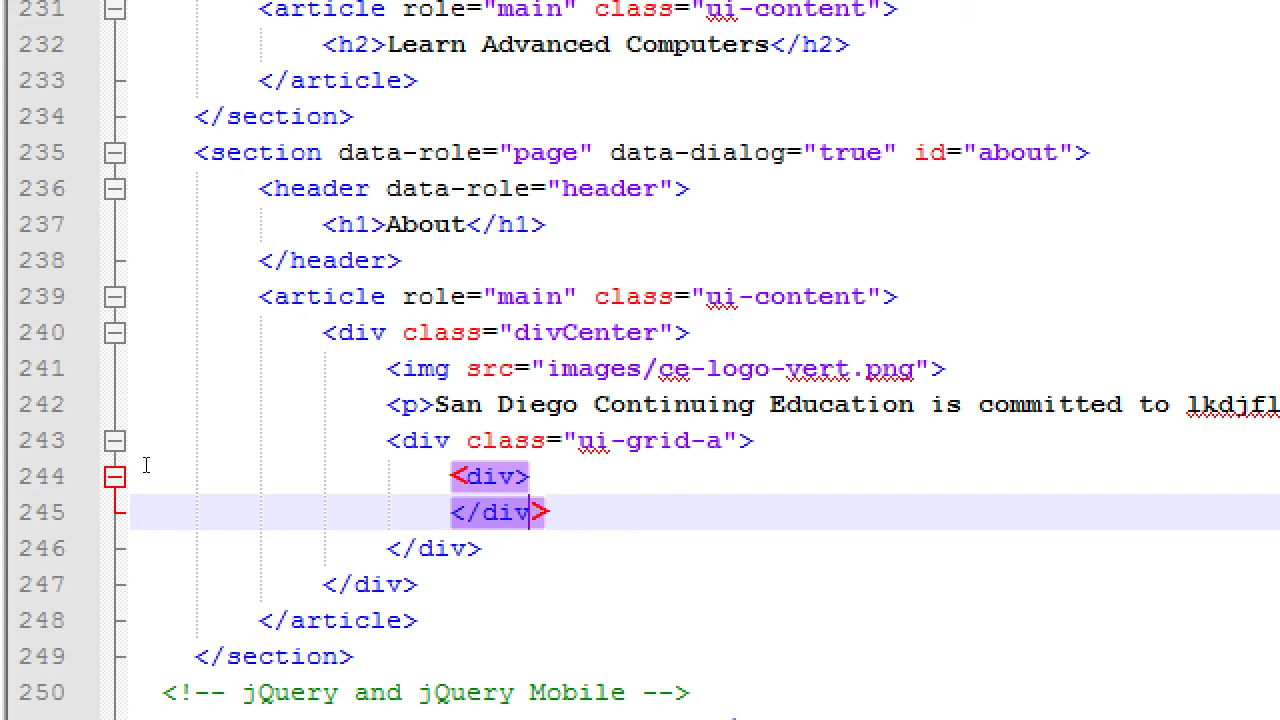 231 <article role="main" class="ui-content">
232 <h2>Learn Advanced Computers</h2>
233 </article>
234 </section>
235 <section data-role="page" data-dialog="true" id="about">
236 <header data-role="header">
237 <h1>About</h1>
238 </header>
239 <article role="main" class="ui-content">
240 <div class="divCenter">
241 <img src="images/ce-logo-vert.png">
242 <p>San Diego Continuing Education is committed to lkdjfl
243 <div class="ui-grid-a">
244 <div>
245 </div>
246 </div>
247 </div>
248 </article>
249 </section>
250 <!-- jQuery and jQuery Mobile -->